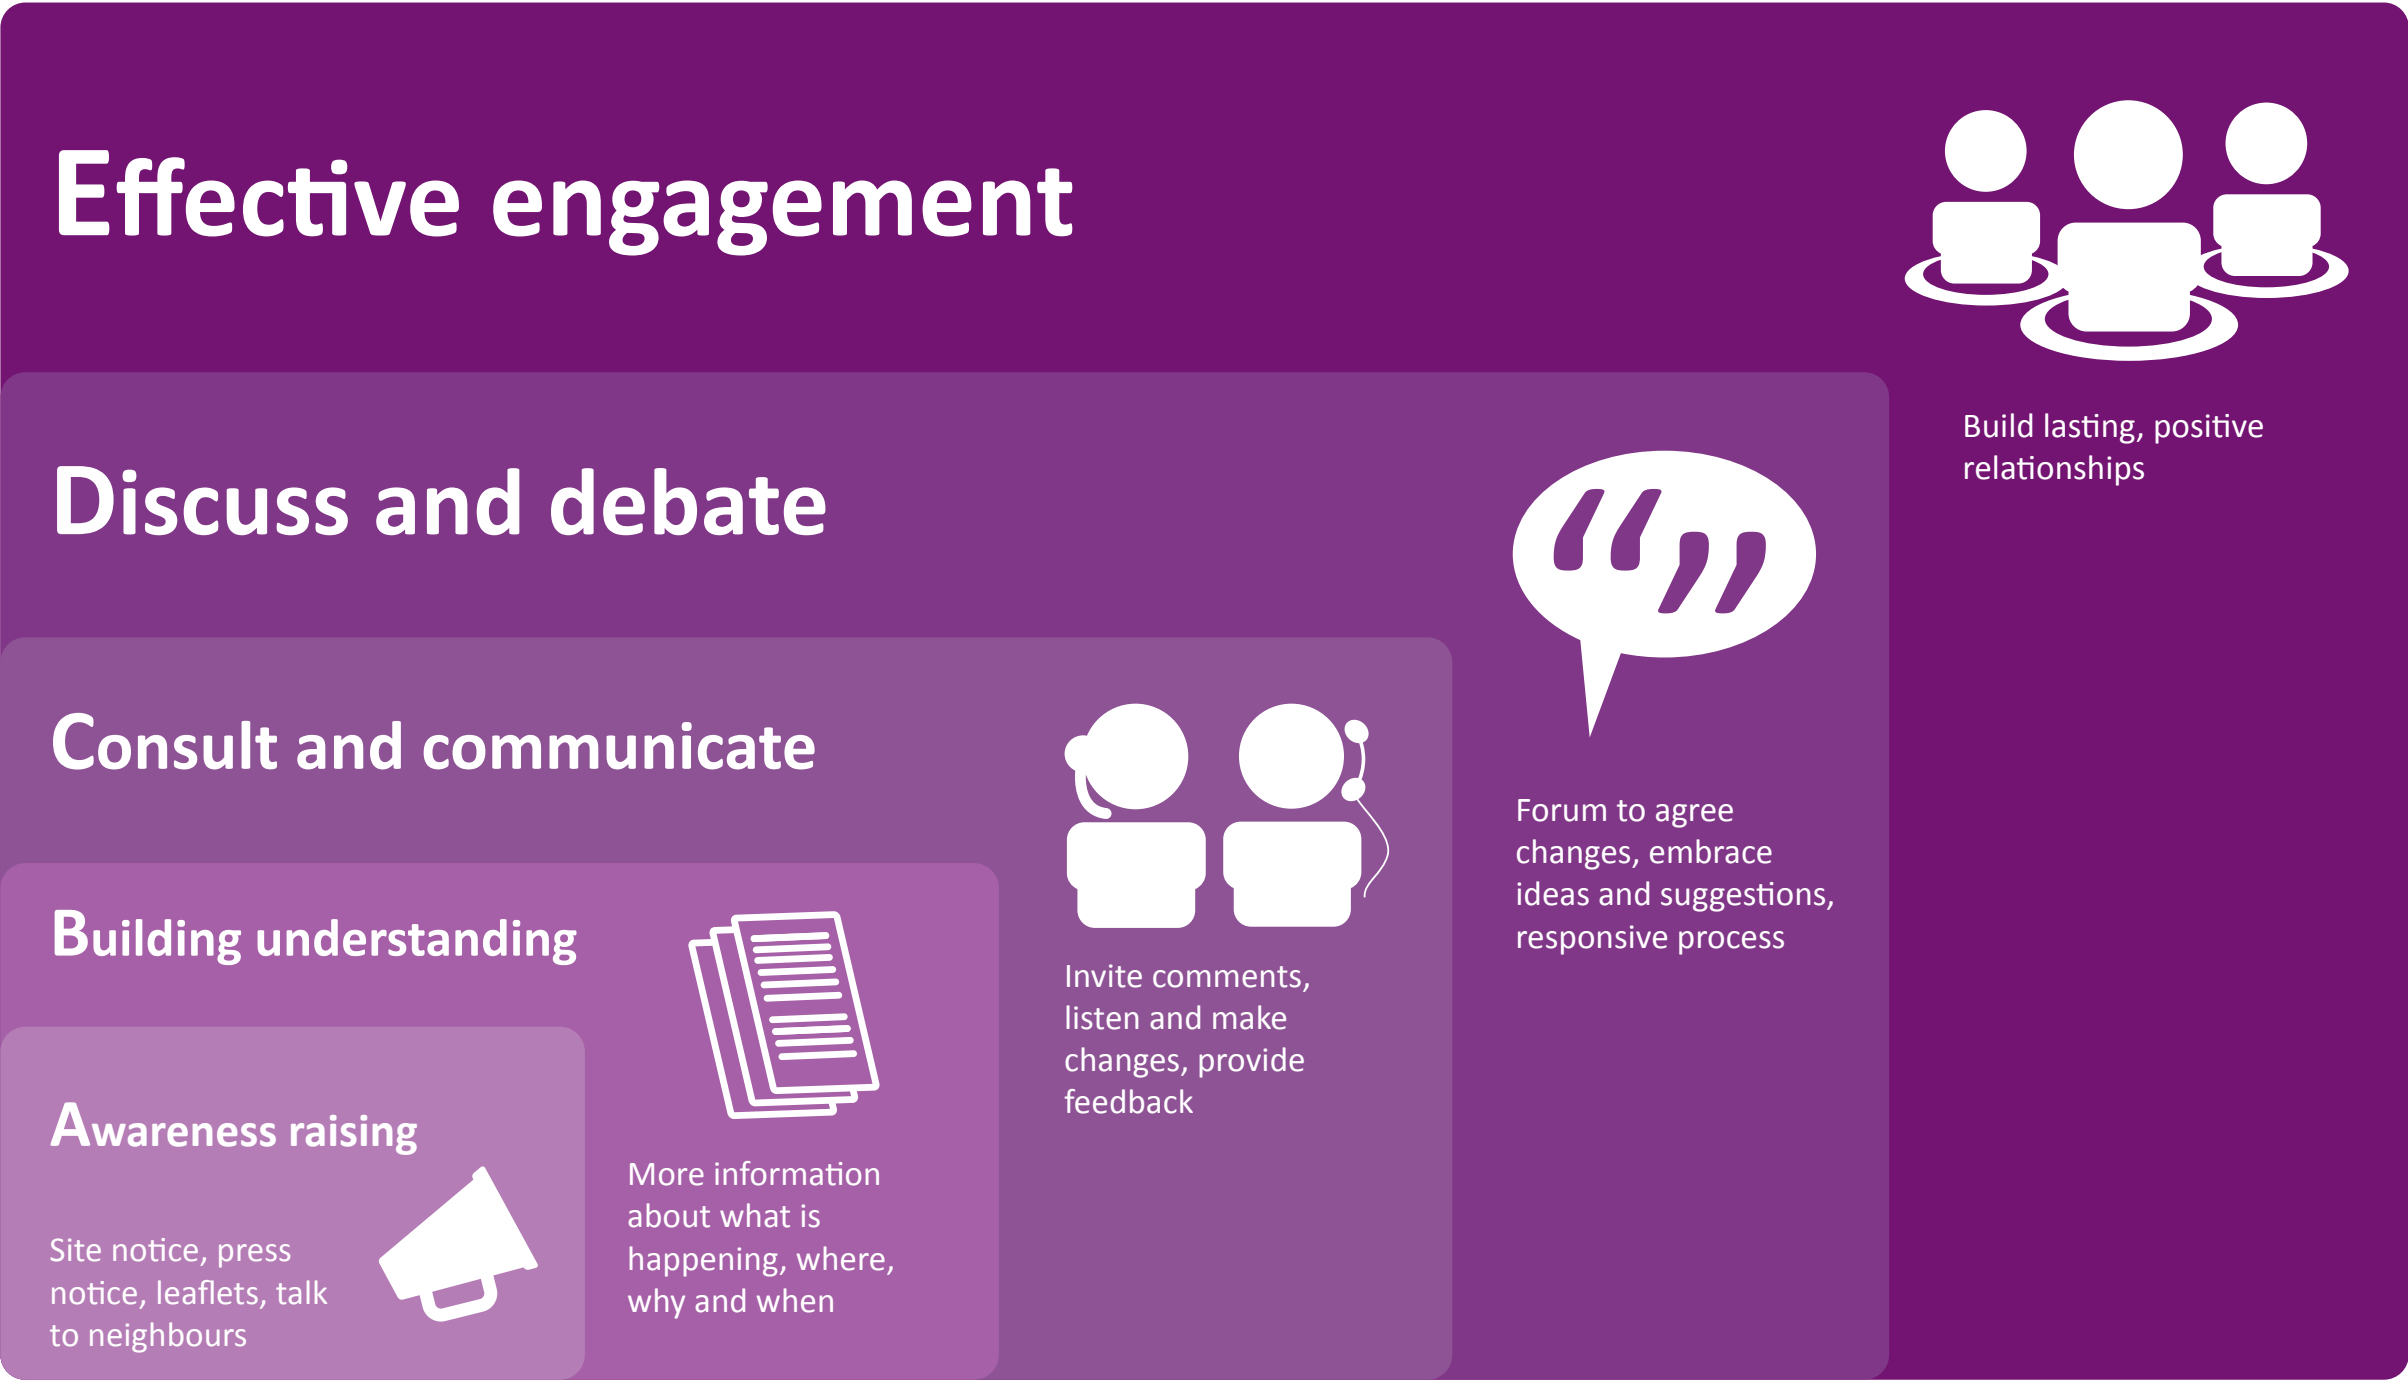 Effective engagement
Build lasting, positive
relationships
Discuss and debate
Forum to agree
changes, embrace
ideas and suggestions,
responsive process
Consult and communicate
Invite comments,
listen and make
changes, provide
feedback
Building understanding
More information
about what is
happening, where,
why and when
Awareness raising
Site notice, press
notice, leaflets, talk
to neighbours